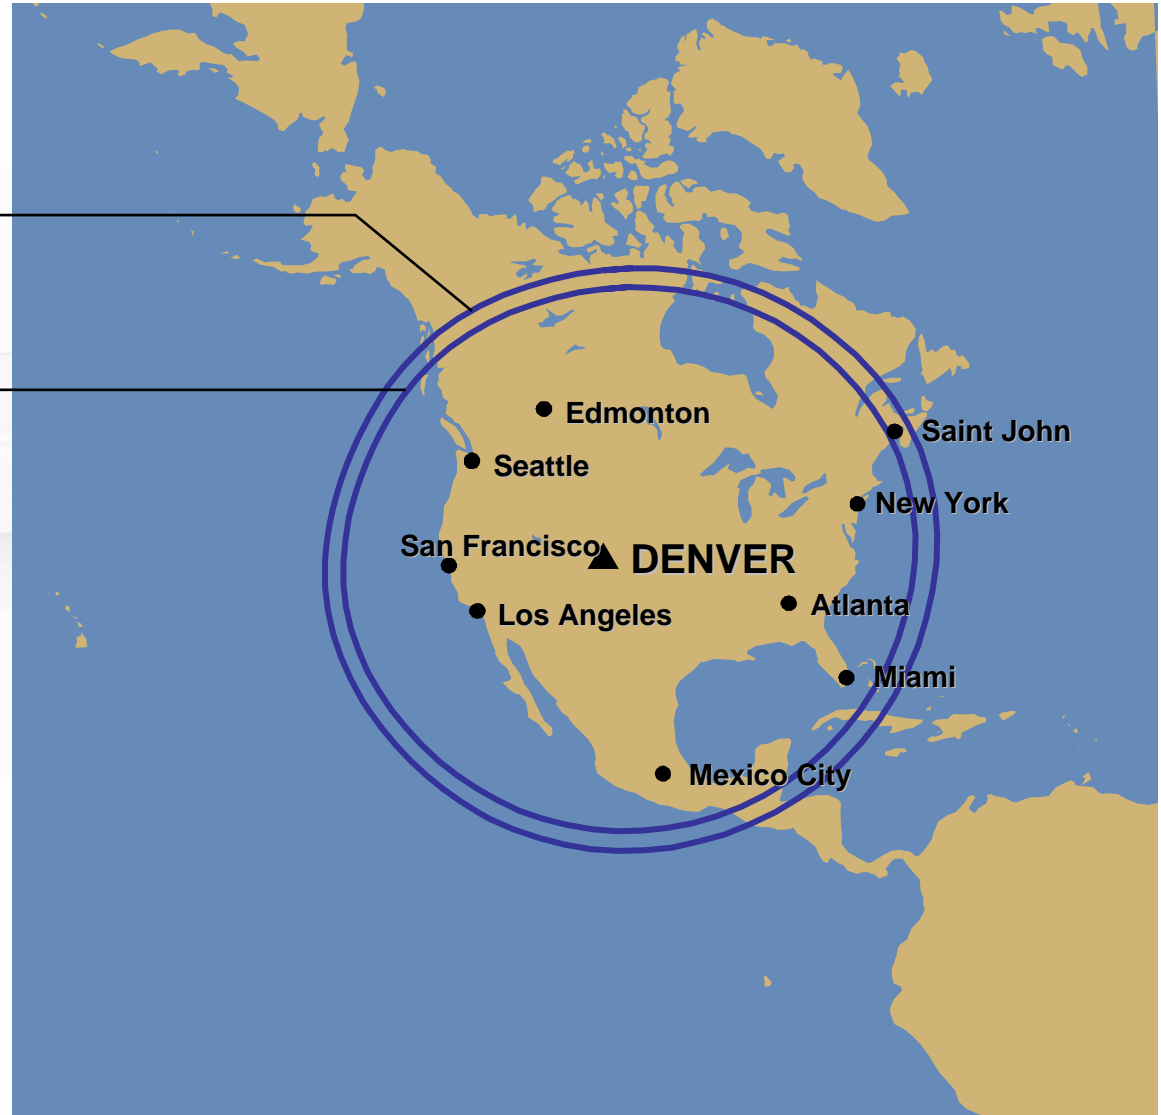 Edmonton
Saint John
Seattle
New York
San Francisco
DENVER
Atlanta
Los Angeles
Miami
Mexico City